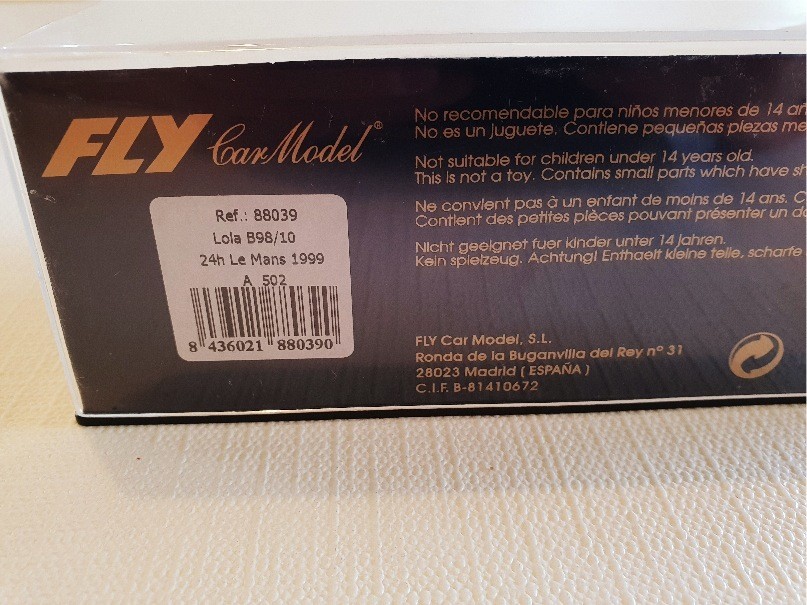 FLY Car Model®
Ref.: 88039
Lola B98/10
24h Le Mans 1999
A 502
8 436021 880390
No recomendable para niños menores de 14
No es un juguete. Contiene pequeñas piezas
Not suitable for children under 14 years old.
This is not a toy. Contains small parts which have
Ne convient pas à un enfant de moins de 14 ans.
Contient des petites pièces pouvant présenter un
Nicht geeignet fuer kinder unter 14 jahren.
Kein spielzeug. Achtung! Enthaelt kleine teile, scharfe
FLY Car Model, S.L.
Ronda de la Buganvilla del Rey nº 31
28023 Madrid ( ESPAÑA )
C.I.F. B-81410672